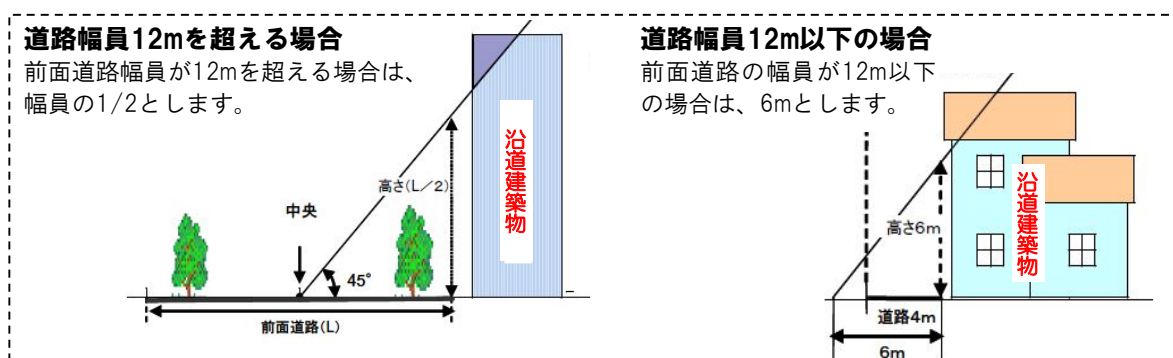 道路幅員12mを超える場合
前面道路幅員が12mを超える場合は、
幅員の1/2とします。
沿道建築物
高さ(L/2)
中央
45°
前面道路(L)
道路幅員12m以下の場合
前面道路の幅員が12m以下
の場合は、6mとします。
沿道建築物
高さ6m
道路4m
6m